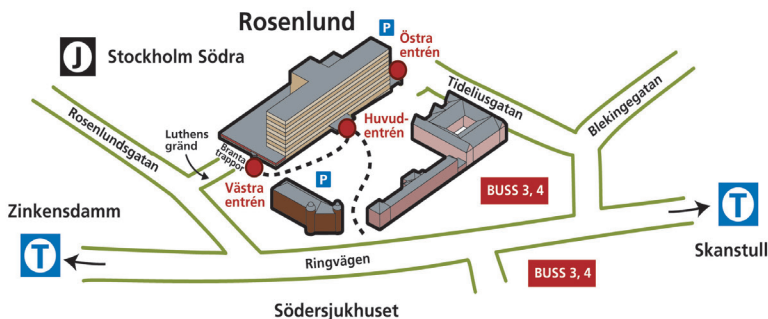 Rosenlund
P
Östra
entrén
J
Stockholm Södra
Tideliusgatan
Blekingegatan
Rosenlundsgatan
Luthens
gränd
Branta
trappor
Huvud-
entrén
Västra
entrén
P
BUSS 3, 4
Zinkensdamm
T
T
Skanstull
Ringvägen
BUSS 3, 4
Södersjukhuset